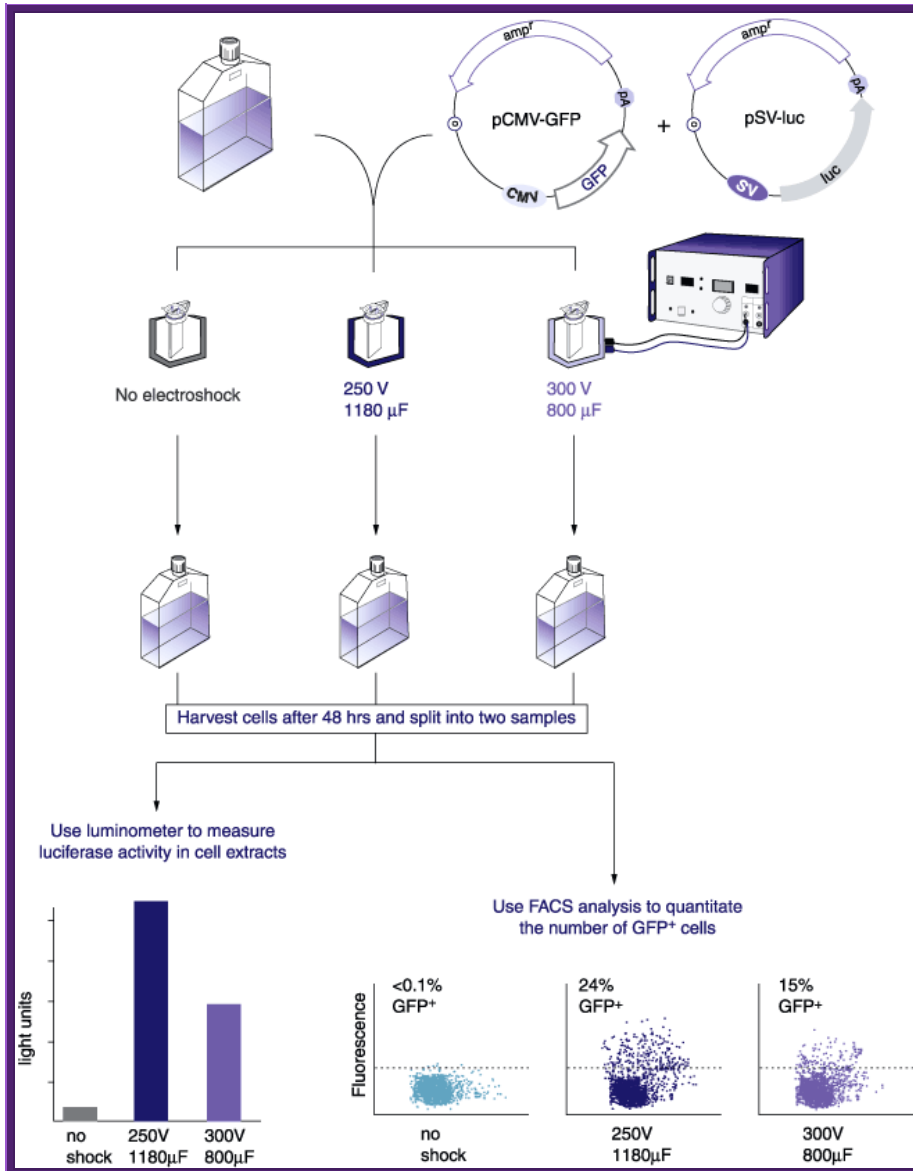 ampr
pA
pCMV-GFP
CMV
GFP
+
ampr
pA
pSV-luc
SV
luc
No electroshock
250 V
1180 µF
300 V
800 µF
Harvest cells after 48 hrs and split into two samples
Use luminometer to measure
luciferase activity in cell extracts
light units
no
shock
250V
1180µF
300V
800µF
Use FACS analysis to quantitate
the number of GFP+ cells
Fluorescence
<0.1%
GFP+
24%
GFP+
15%
GFP+
no
shock
250V
1180µF
300V
800µF